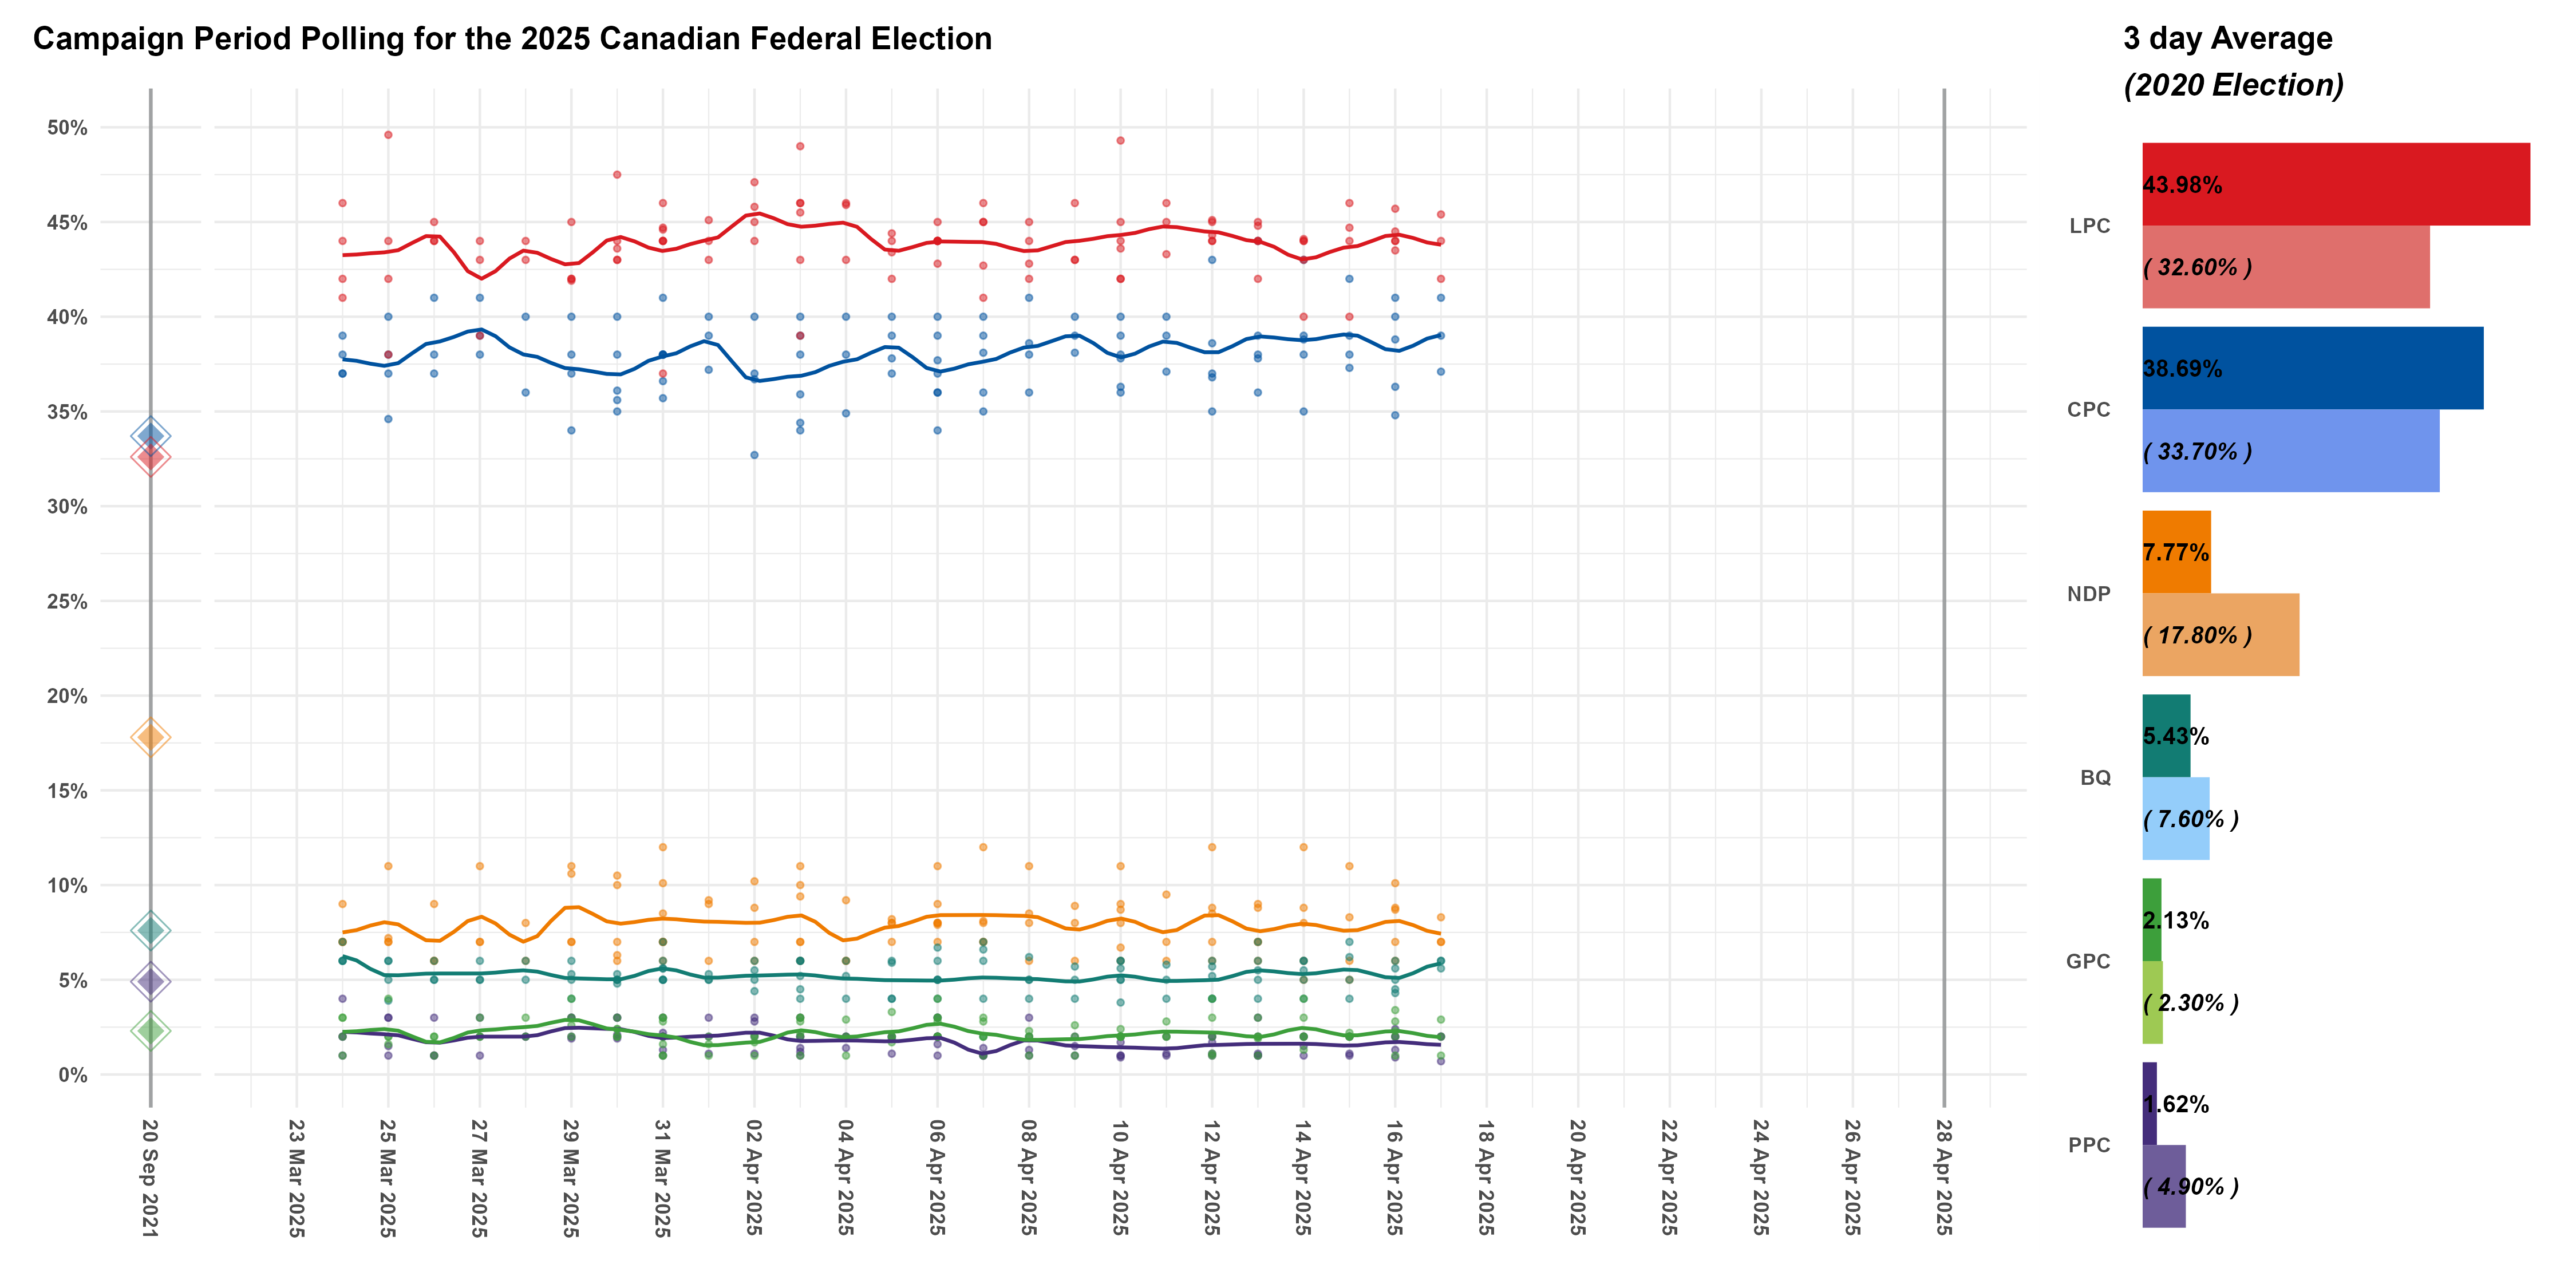 Campaign Period Polling for the 2025 Canadian Federal Election
3 day Average
(2020 Election)
50%
45%
40%
35%
30%
25%
20%
15%
10%
5%
0%
20 Sep 2021
23 Mar 2025
25 Mar 2025
27 Mar 2025
29 Mar 2025
31 Mar 2025
02 Apr 2025
04 Apr 2025
06 Apr 2025
08 Apr 2025
10 Apr 2025
12 Apr 2025
14 Apr 2025
16 Apr 2025
18 Apr 2025
20 Apr 2025
22 Apr 2025
24 Apr 2025
26 Apr 2025
28 Apr 2025
LPC
43.98%
( 32.60% )
CPC
38.69%
( 33.70% )
NDP
7.77%
( 17.80% )
BQ
5.43%
( 7.60% )
GPC
2.13%
( 2.30% )
PPC
1.62%
( 4.90% )